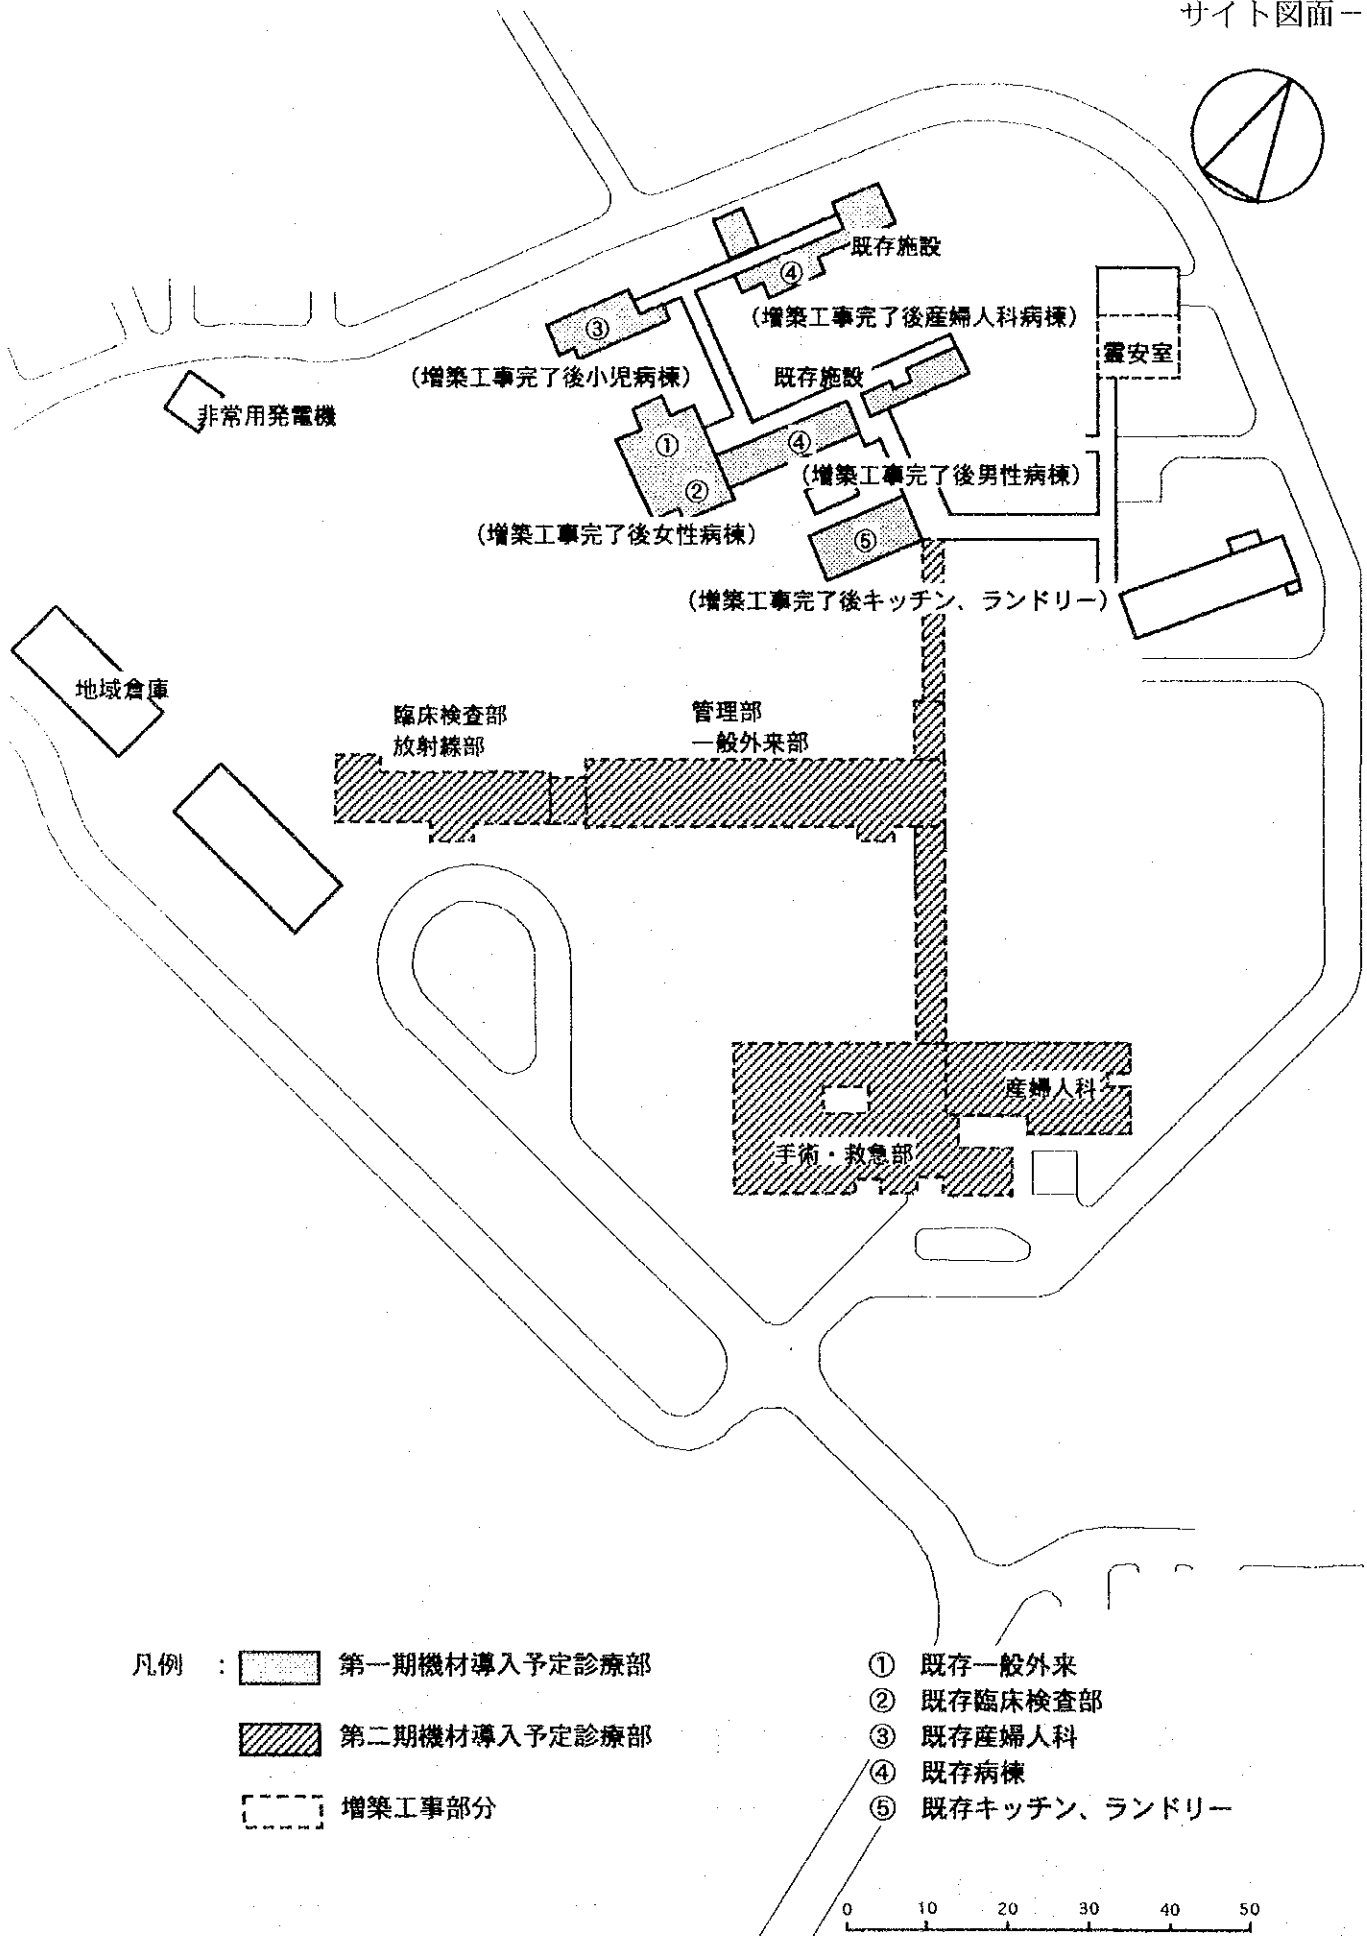 サイト図面－
既存施設
④
(増築工事完了後産婦人科病棟)
③
霊安室
(増築工事完了後小児病棟)
既存施設
非常用発電機
①
④
(増築工事完了後男性病棟)
②
(増築工事完了後女性病棟)
⑤
(増築工事完了後キッチン、ランドリー)
地域倉庫
臨床検査部
放射線部
管理部
一般外来部
産婦人科
手術・救急部
凡例 :
第一期機材導入予定診療部
第二期機材導入予定診療部
増築工事部分
① 既存一般外来
② 既存臨床検査部
③ 既存産婦人科
④ 既存病棟
⑤ 既存キッチン、ランドリー
0 10 20 30 40 50